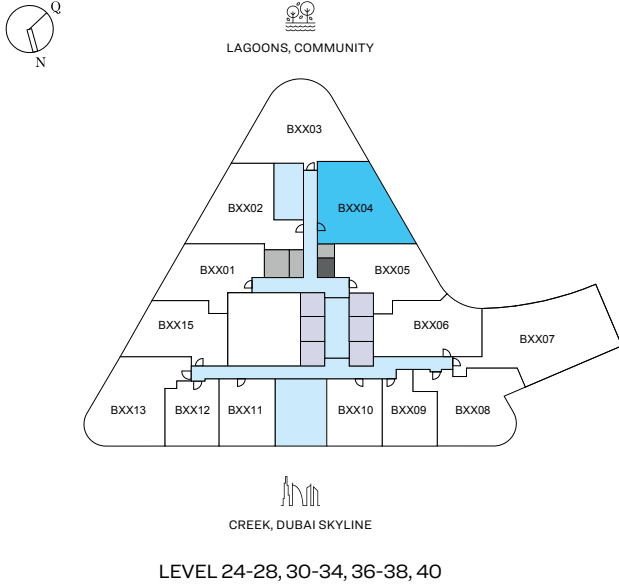 Q
N
LAGOONS, COMMUNITY
BXX03
BXX02
BXX04
BXX01
BXX05
BXX15
BXX06
BXX07
BXX13
BXX12
BXX11
BXX10
BXX09
BXX08
CREEK, DUBAI SKYLINE
LEVEL 24-28, 30-34, 36-38, 40